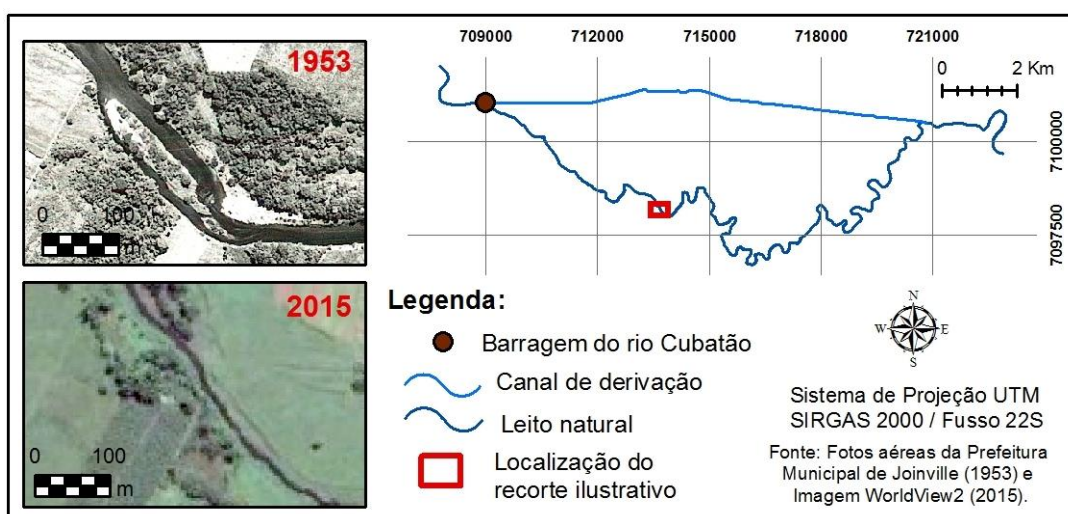 1953
0 100
m
2015
0 100
m
709000 712000 715000 718000 721000
0 2 Km
7100000
7097500
Legenda:
Barragem do rio Cubatão
Canal de derivação
Leito natural
Localização do
recorte ilustrativo
N
W E
S
Sistema de Projeção UTM
SIRGAS 2000 / Fusso 22S
Fonte: Fotos aéreas da Prefeitura
Municipal de Joinville (1953) e
Imagem WorldView2 (2015).